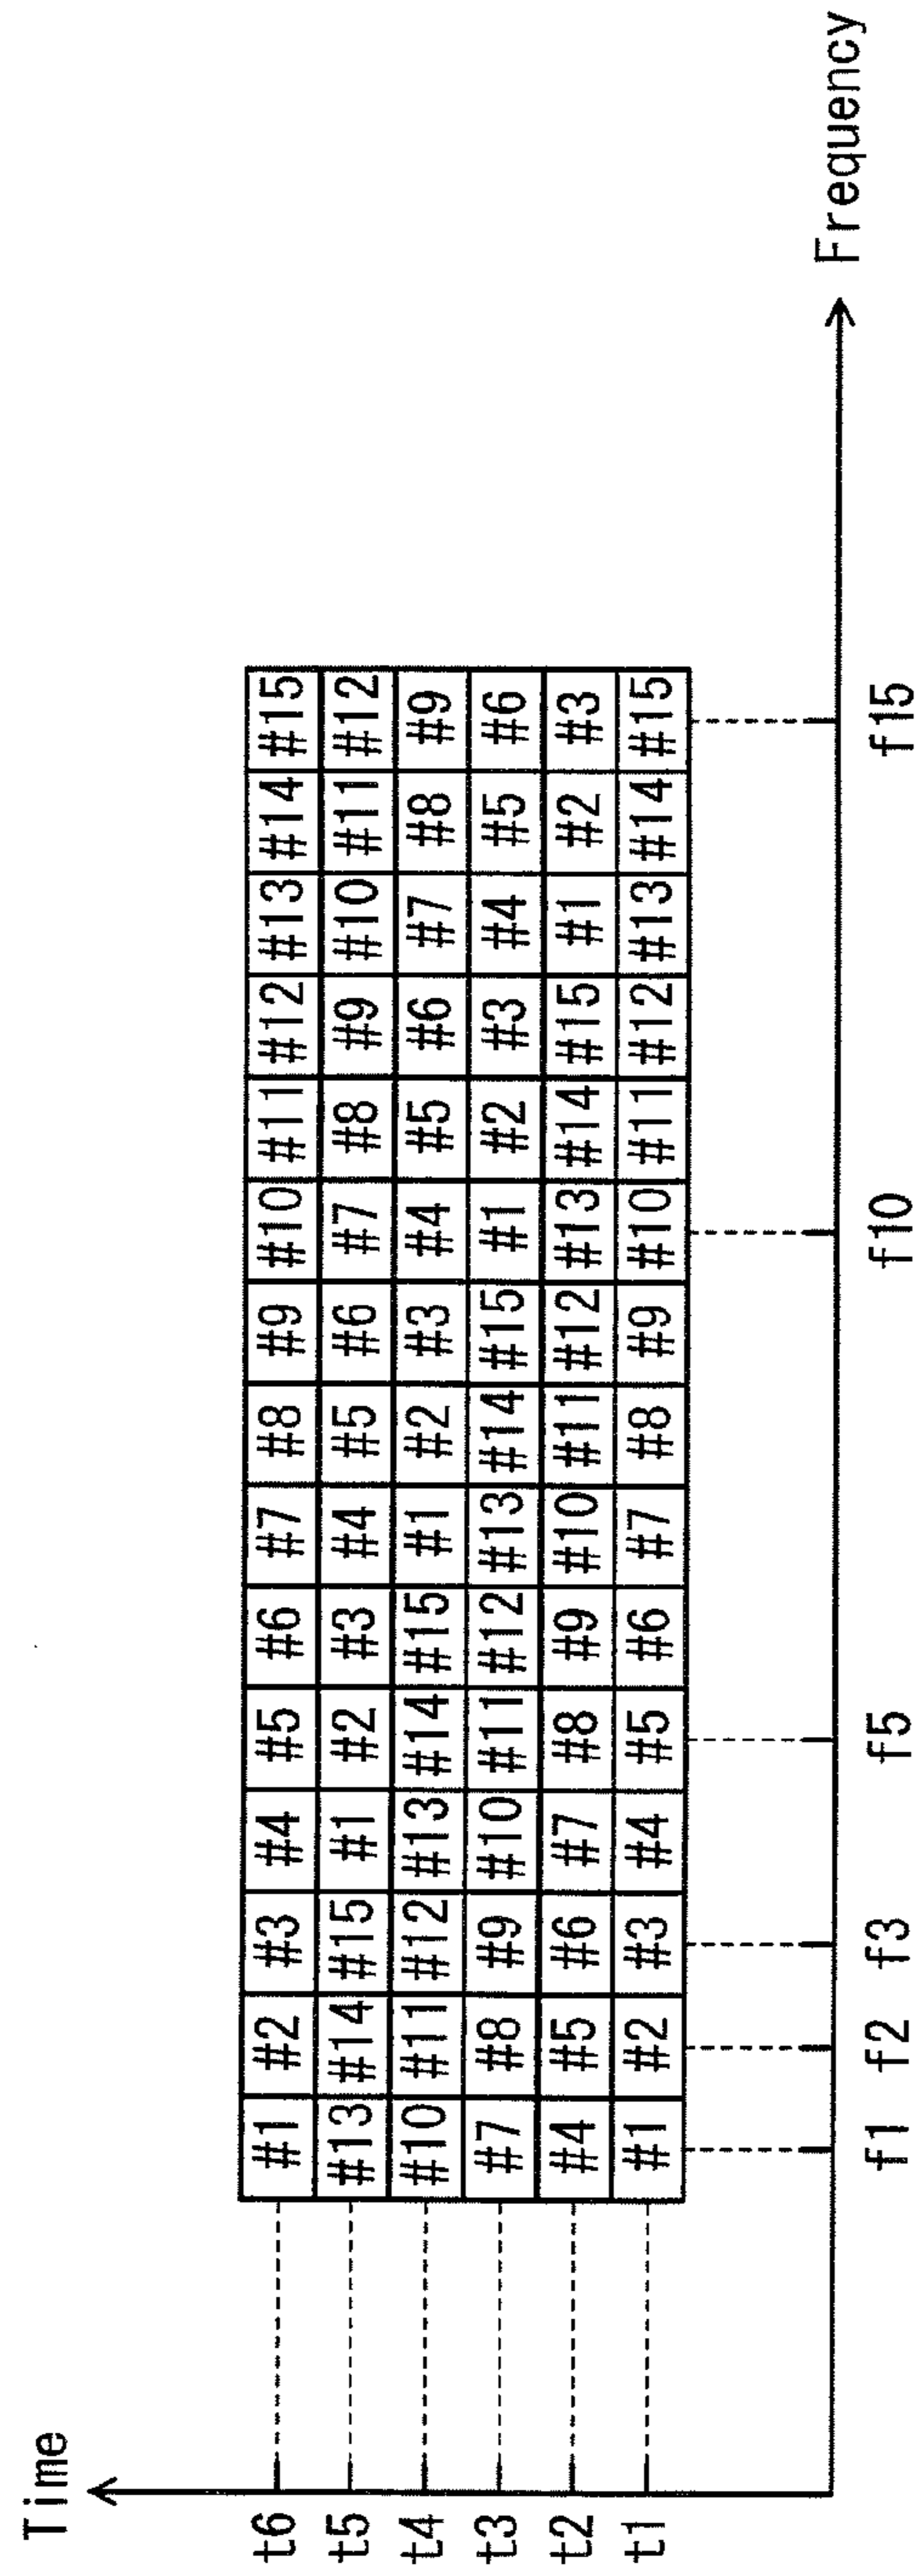 Time
t6 #1 #2 #3 #4 #5 #6 #7 #8 #9 #10 #11 #12 #13 #14 #15
t5 #13 #14 #15 #1 #2 #3 #4 #5 #6 #7 #8 #9 #10 #11 #12
t4 #10 #11 #12 #13 #14 #15 #1 #2 #3 #4 #5 #6 #7 #8 #9
t3 #7 #8 #9 #10 #11 #12 #13 #14 #15 #1 #2 #3 #4 #5 #6
t2 #4 #5 #6 #7 #8 #9 #10 #11 #12 #13 #14 #15 #1 #2 #3
t1 #1 #2 #3 #4 #5 #6 #7 #8 #9 #10 #11 #12 #13 #14 #15
Frequency
f1 f2 f3 f5 f10 f15